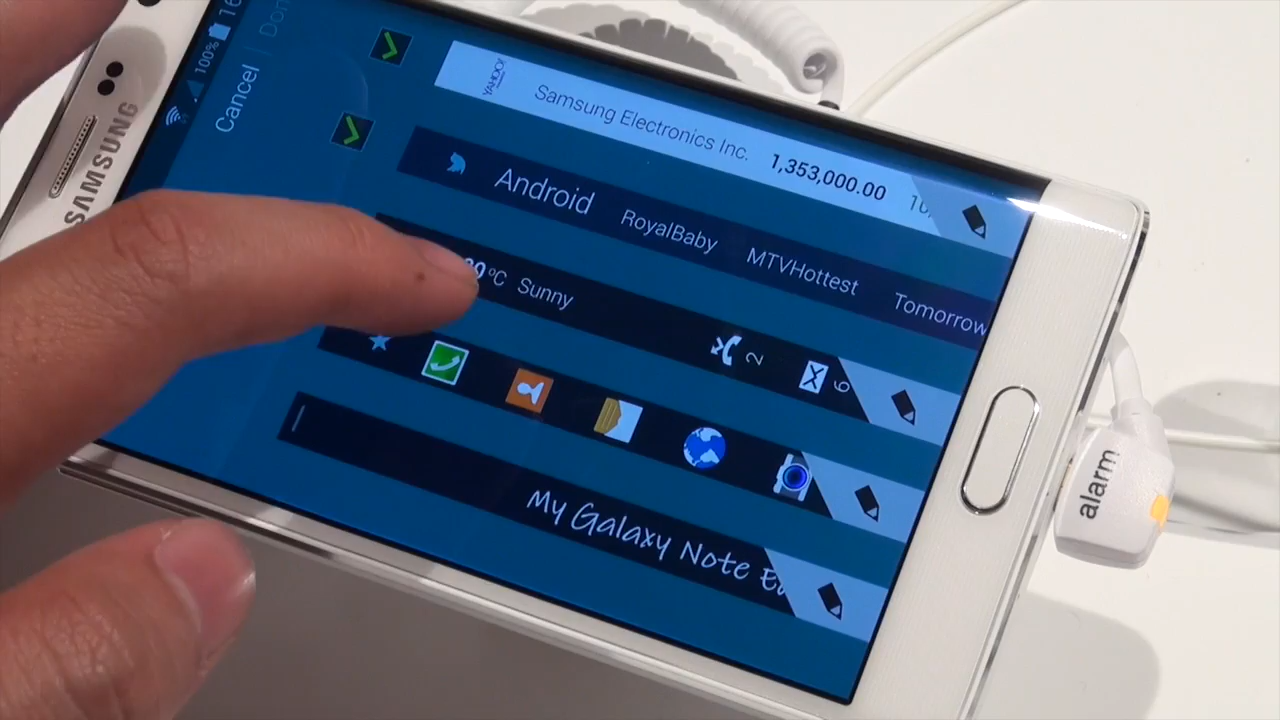 SAMSUNG
100%
Cancel
YAHOO!
Samsung Electronics Inc. 1,353,000.00
Android RoyalBaby MTVHottest Tomorrow
°C Sunny 2 6
My Galaxy Note
alarm